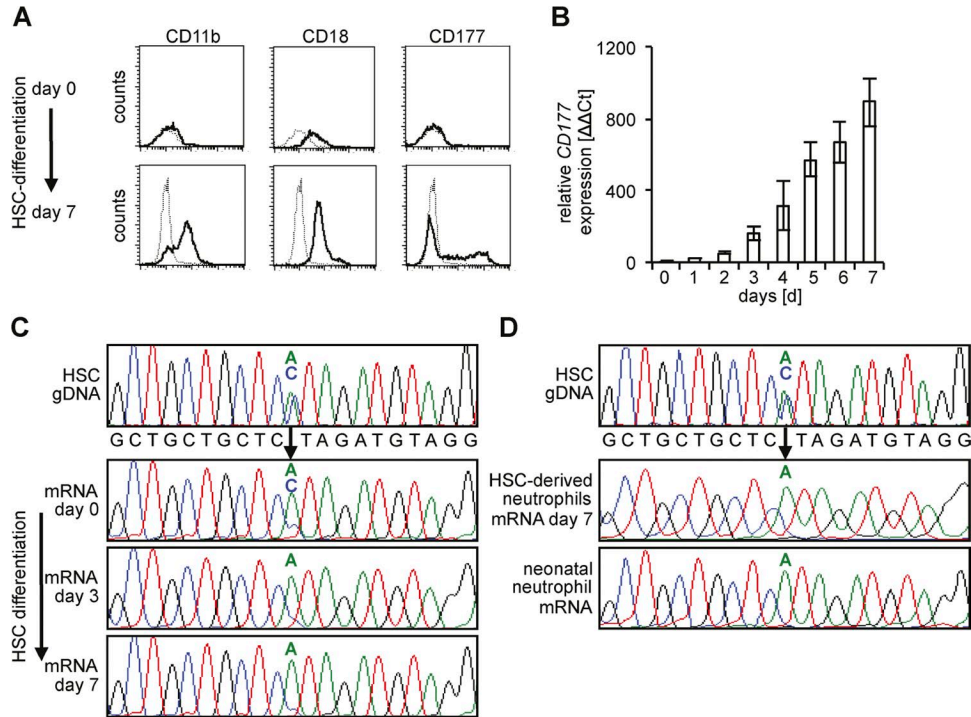 A
CD11b CD18 CD177
HSC-differentiation
day 0
day 7
counts
counts
B
relative CD177
expression [ΔΔCt]
1200
800
400
0
0 1 2 3 4 5 6 7
days [d]
C
HSC
gDNA
A
C
G C T G C T G C T C T A G A T G T A G G
HSC differentiation
mRNA
day 0
A
C
mRNA
day 3
A
mRNA
day 7
A
D
HSC
gDNA
A
C
G C T G C T G C T C T A G A T G T A G G
HSC-derived
neutrophils
mRNA day 7
A
neonatal
neutrophil
mRNA
A